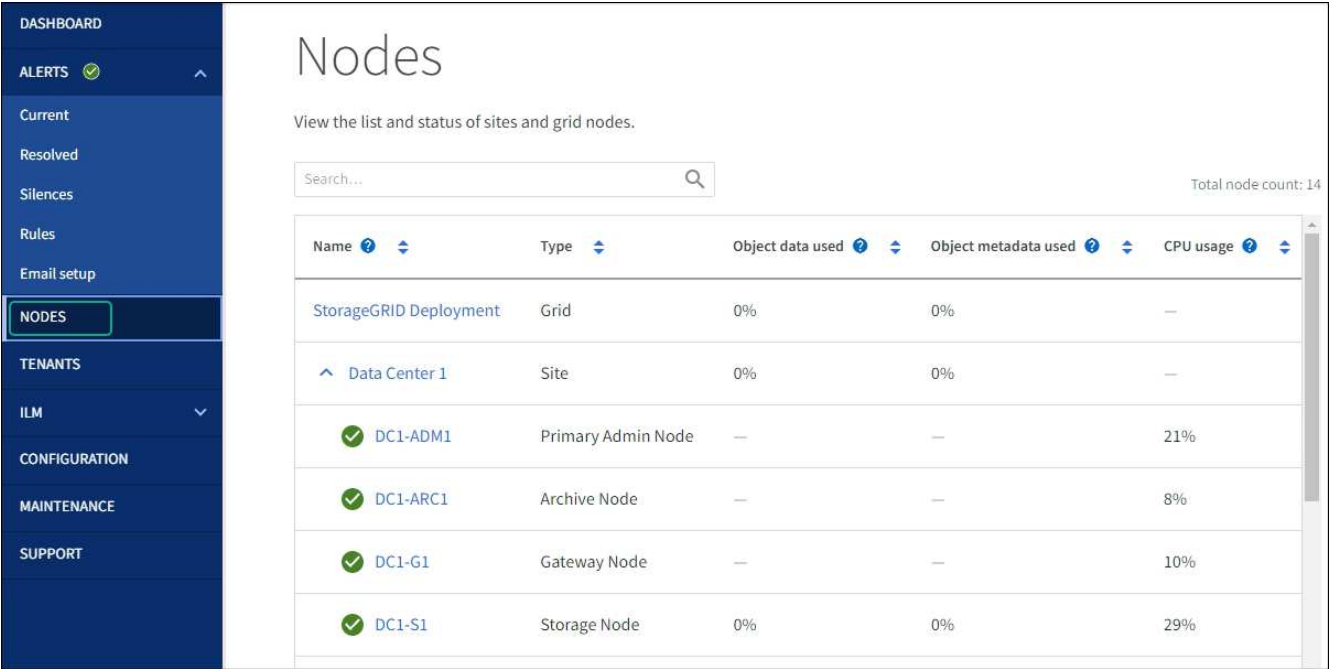 DASHBOARD
ALERTS
Current
Resolved
Silences
Rules
Email setup
NODES
TENANTS
ILM
CONFIGURATION
MAINTENANCE
SUPPORT
Nodes
View the list and status of sites and grid nodes.
Search...
Total node count: 14
Name ? Type Object data used ? Object metadata used ? CPU usage ?
StorageGRID Deployment Grid 0% 0% —
Data Center 1 Site 0% 0% —
DC1-ADM1 Primary Admin Node — — 21%
DC1-ARC1 Archive Node — — 8%
DC1-G1 Gateway Node — — 10%
DC1-S1 Storage Node 0% 0% 29%